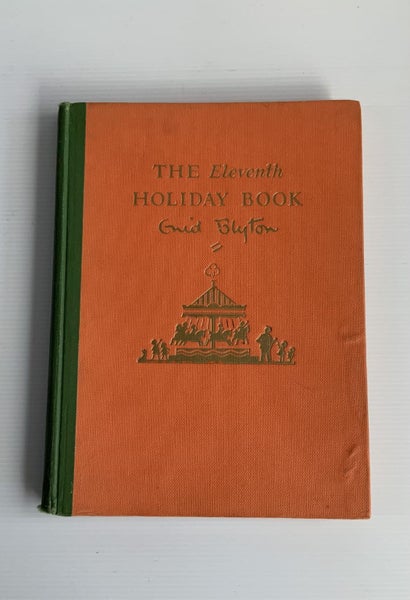 THE Eleventh
HOLIDAY BOOK
Enid Blyton